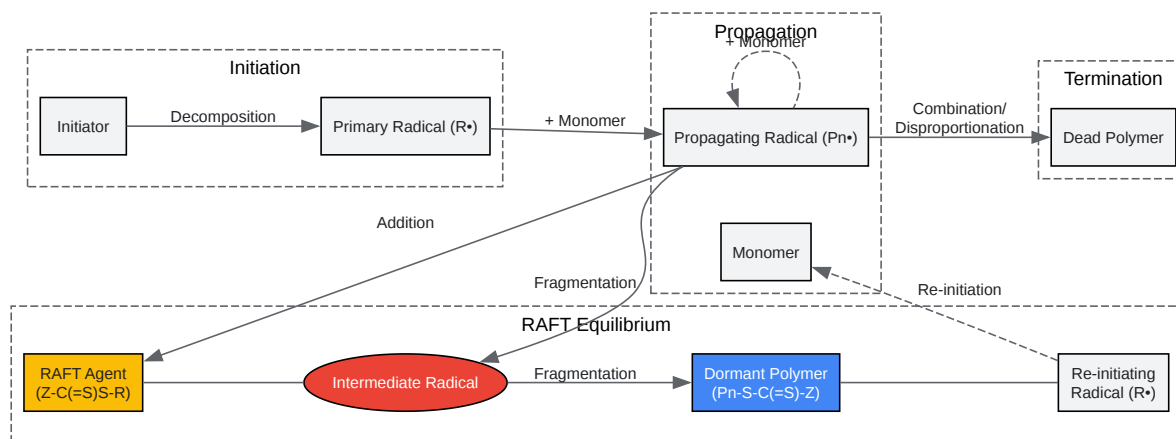 Propagation
+ Monomer
Initiation
Termination
Initiator
Decomposition
Primary Radical (R•)
+ Monomer
Propagating Radical (Pn•)
Combination/
Disproportionation
Dead Polymer
Addition
Monomer
Fragmentation
Re-initiation
RAFT Equilibrium
RAFT Agent
(Z-C(=S)S-R)
Intermediate Radical
Fragmentation
Dormant Polymer
(Pn-S-C(=S)-Z)
Re-initiating
Radical (R•)